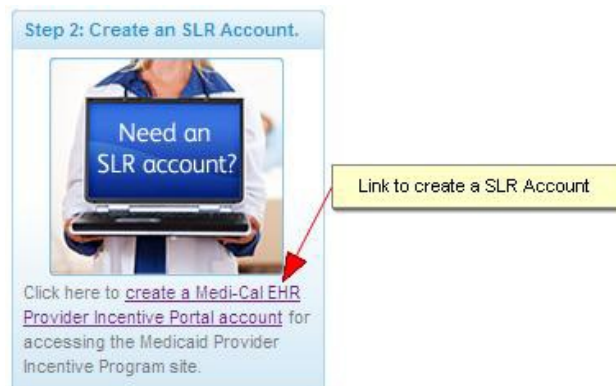 Step 2: Create an SLR Account.
Need an
SLR account?
Link to create a SLR Account
Click here to create a Medi-Cal EHR
Provider Incentive Portal account for
accessing the Medicaid Provider
Incentive Program site.